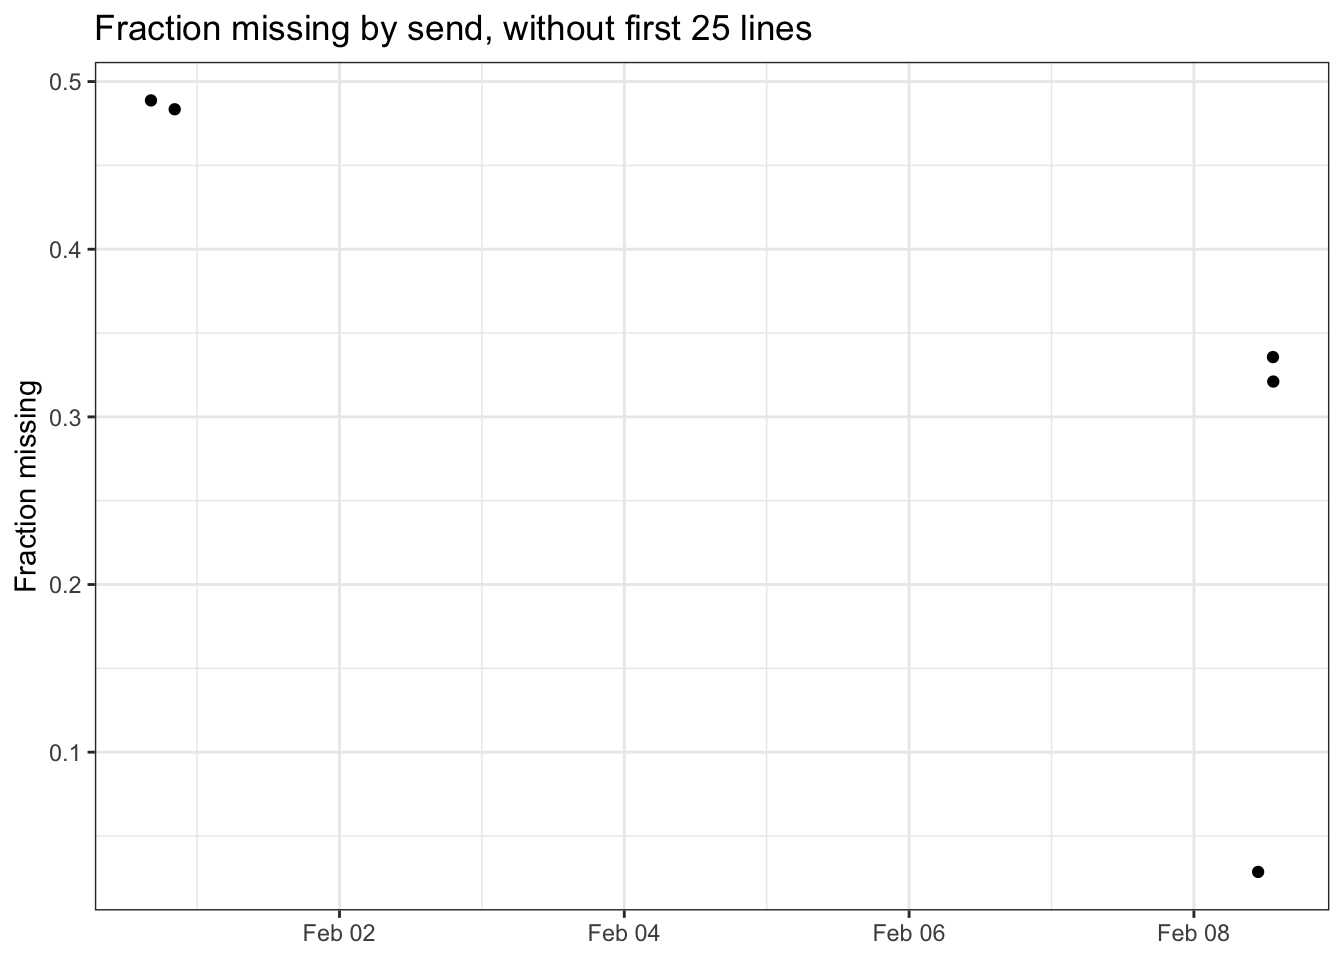 Fraction missing by send, without first 25 lines
0.5
0.4
0.3
0.2
0.1
Fraction missing
Feb 02
Feb 04
Feb 06
Feb 08